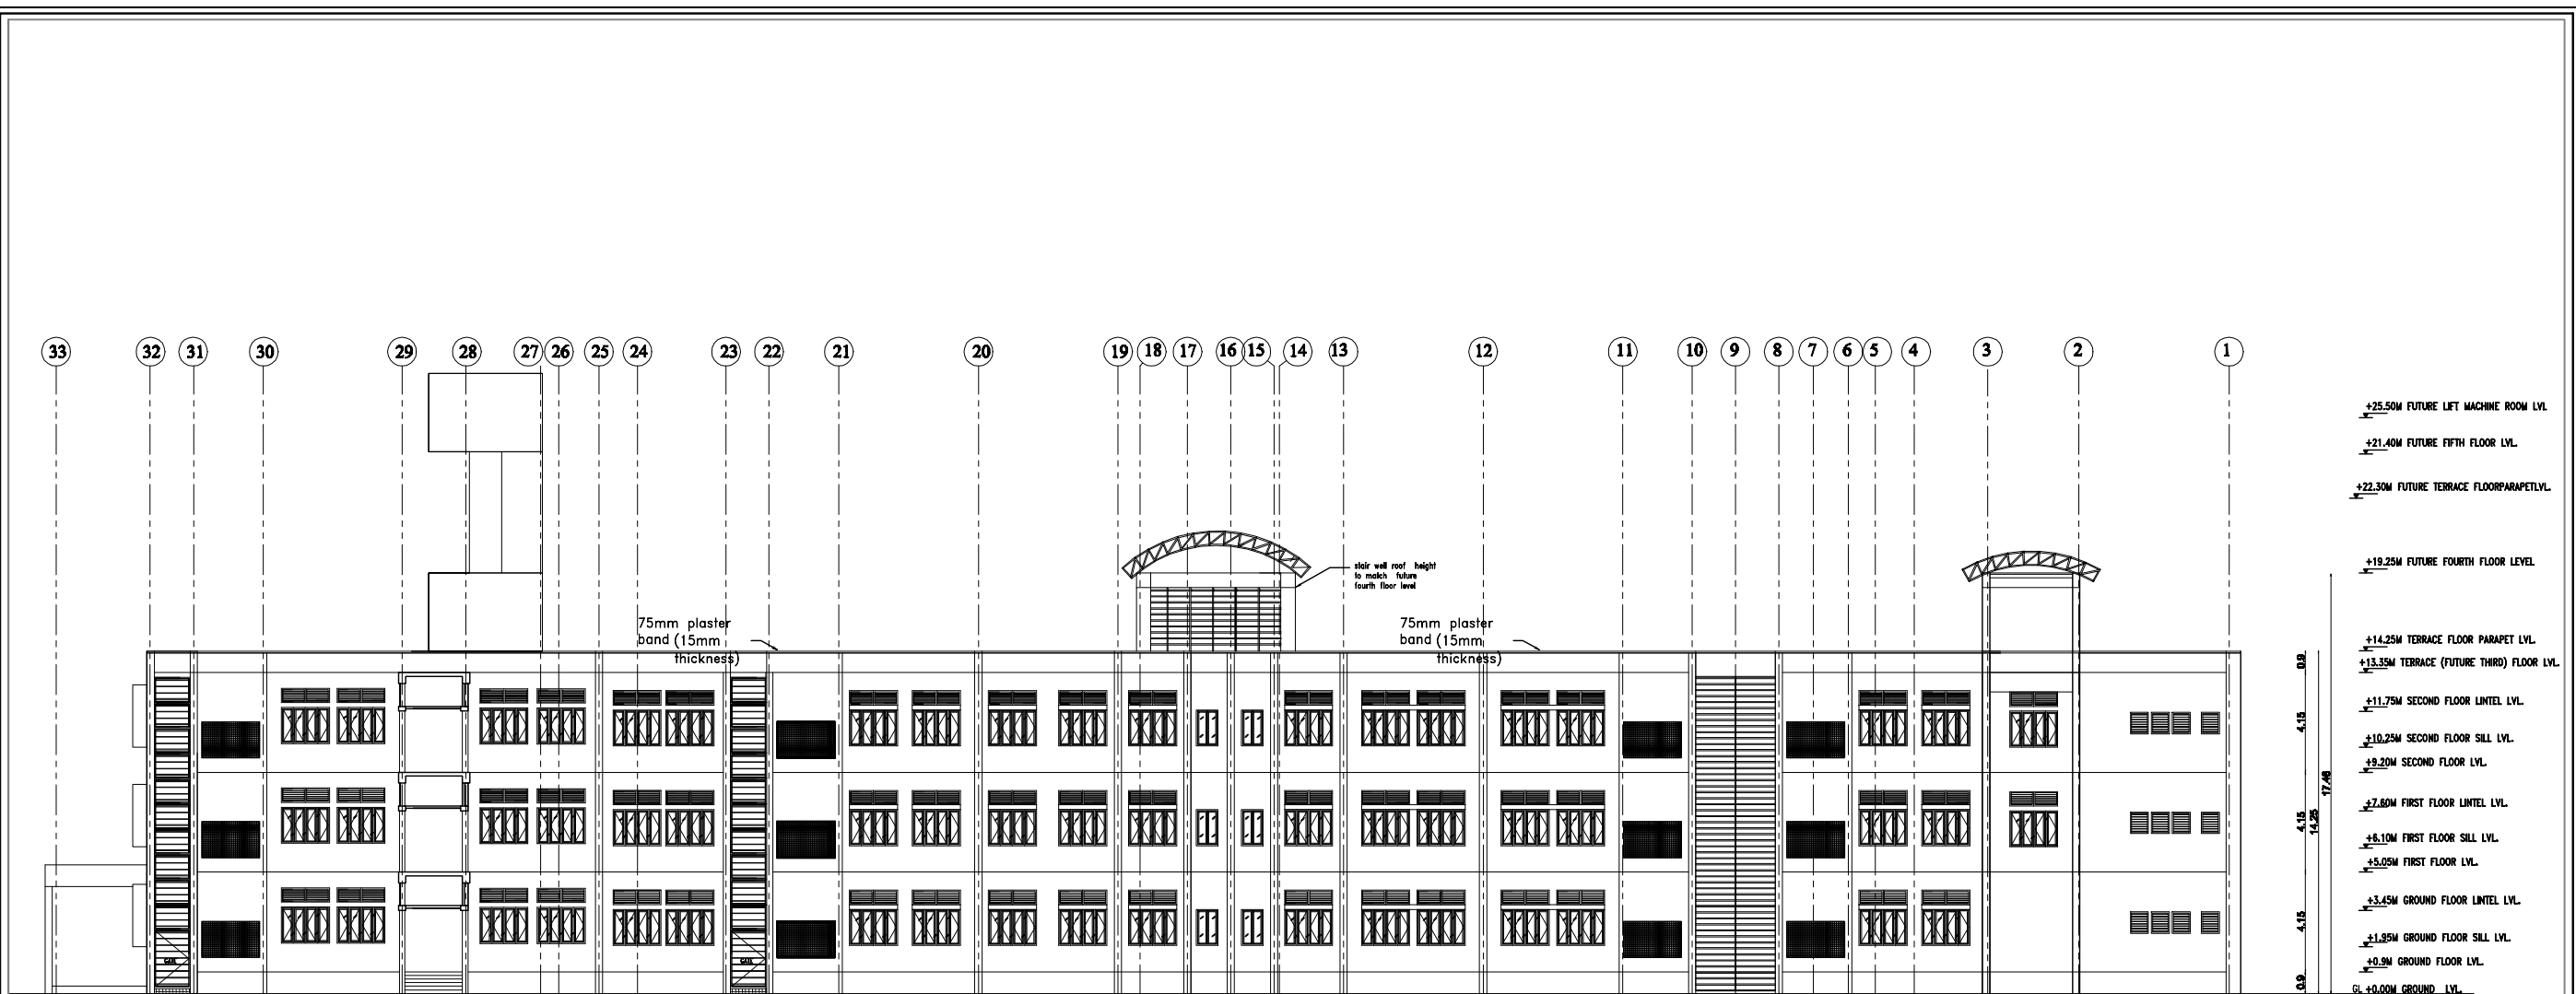 33 32 31 30 29 28 27 26 25 24 23 22 21 20 19 18 17 16 15 14 13 12 11 10 9 8 7 6 5 4 3 2 1
+25.50M FUTURE LIFT MACHINE ROOM LVL
+21.40M FUTURE FIFTH FLOOR LVL.
+22.30M FUTURE TERRACE FLOORPARAPETLVL.
+19.25M FUTURE FOURTH FLOOR LEVEL
stair well roof height
to match future
fourth floor level
75mm plaster
band (15mm
thickness)
75mm plaster
band (15mm
thickness)
+14.25M TERRACE FLOOR PARAPET LVL.
+13.35M TERRACE (FUTURE THIRD) FLOOR LVL.
+11.75M SECOND FLOOR LINTEL LVL.
+10.25M SECOND FLOOR SILL LVL.
+9.20M SECOND FLOOR LVL.
+7.60M FIRST FLOOR LINTEL LVL.
+6.10M FIRST FLOOR SILL LVL.
+5.05M FIRST FLOOR LVL.
+3.45M GROUND FLOOR LINTEL LVL.
+1.95M GROUND FLOOR SILL LVL.
+0.9M GROUND FLOOR LVL.
GL +0.00M GROUND LVL.
0.9
4.15
4.15
4.15
0.9
14.25
17.46